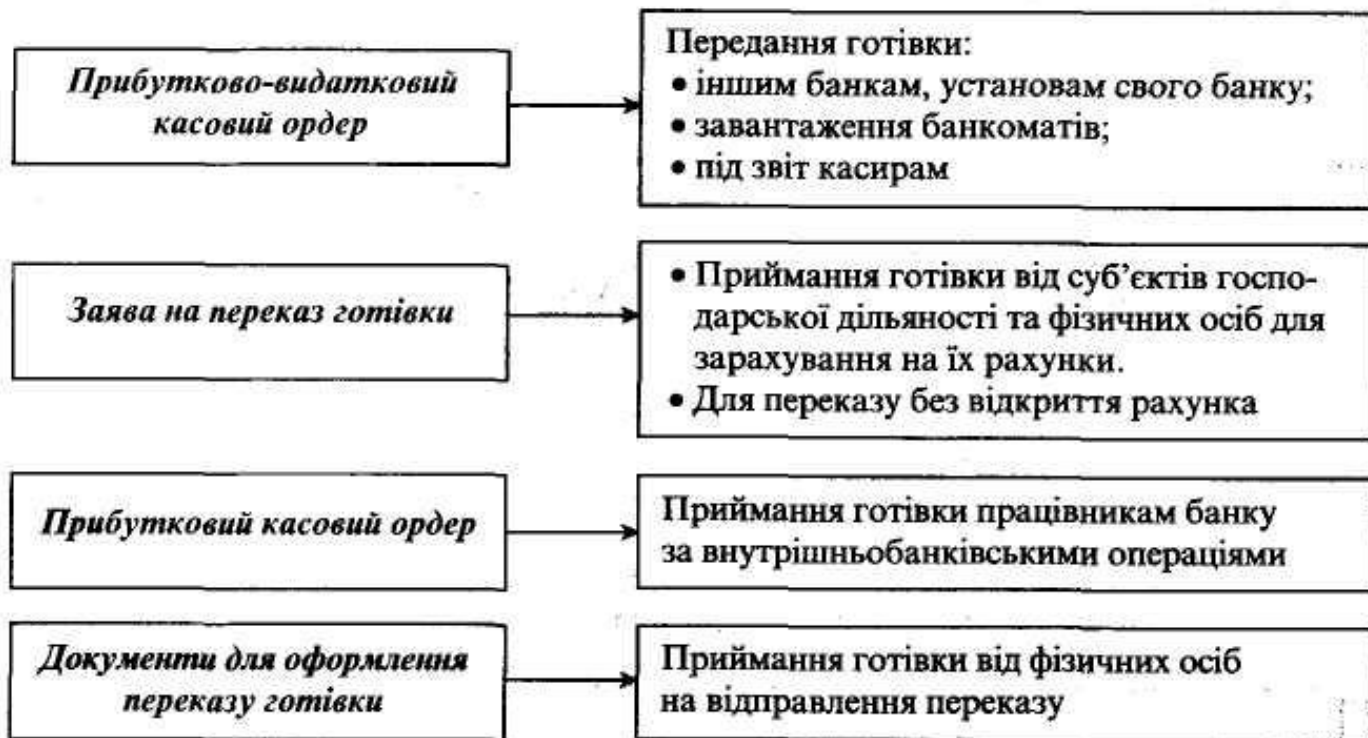 Прибутково-видатковий
касовий ордер
Передання готівки:
• іншим банкам, установам свого банку;
• завантаження банкоматів;
• під звіт касирам
Заява на переказ готівки
• Приймання готівки від суб’єктів госпо-
дарської дільяності та фізичних осіб для
зарахування на їх рахунки.
• Для переказу без відкриття рахунка
Прибутковий касовий ордер
Приймання готівки працівникам банку
за внутрішньобанківськими операціями
Документи для оформлення
переказу готівки
Приймання готівки від фізичних осіб
на відправлення переказу